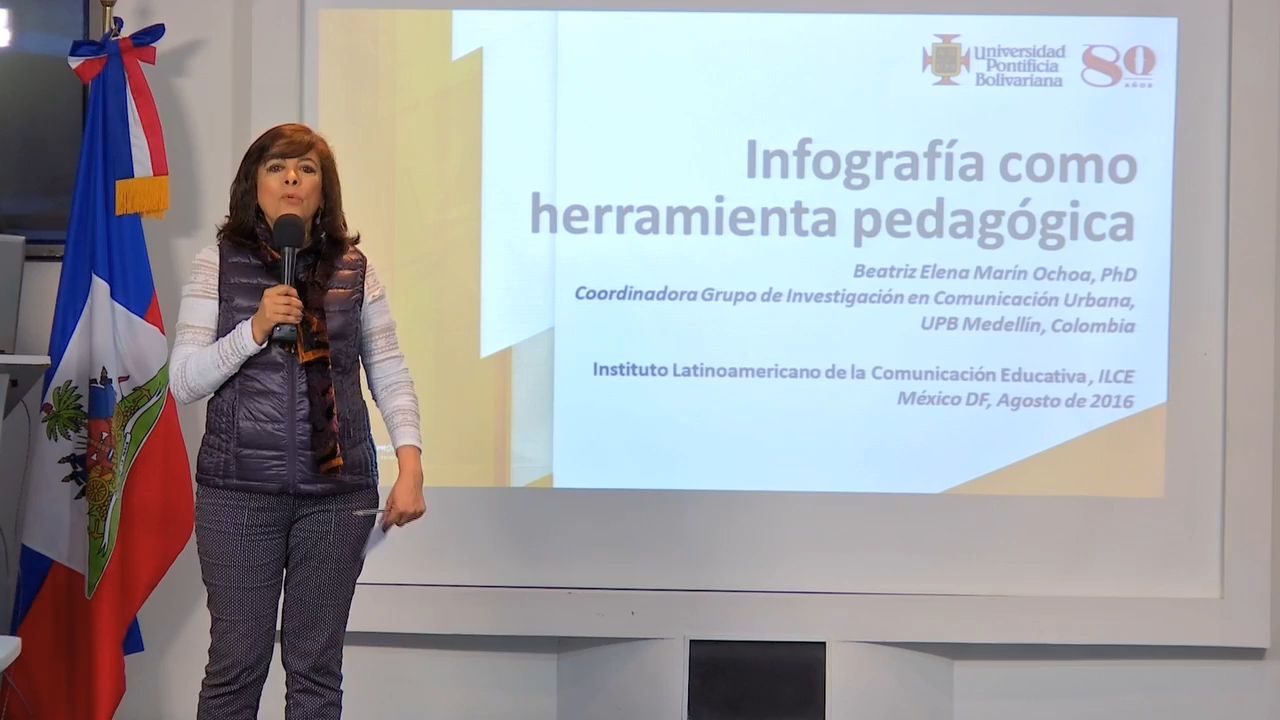 Universidad
Pontificia
Bolivariana
80
AÑOS
Infografía como
herramienta pedagógica
Beatriz Elena Marín Ochoa, PhD
Coordinadora Grupo de Investigación en Comunicación Urbana,
UPB Medellín, Colombia
Instituto Latinoamericano de la Comunicación Educativa, ILCE
México DF, Agosto de 2016